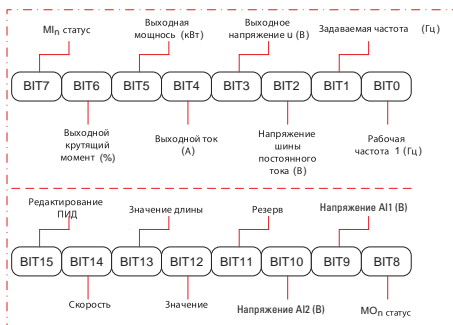 MIn статус
Выходная
мощнось (кВт)
Выходное
напряжение u (В)
Задаваемая частота (Гц)
BIT7 BIT6 BIT5 BIT4 BIT3 BIT2 BIT1 BIT0
Выходной
крутящий
момент (%)
Выходной ток
(А)
Напряжение
шины
постоянного
тока (В)
Рабочая
частота 1 (Гц)
Редактирование
ПИД
Значение длины
Резерв
Напряжение AI1 (В)
BIT15 BIT14 BIT13 BIT12 BIT11 BIT10 BIT9 BIT8
Скорость
Значение
Напряжение AI2 (В)
MOn статус